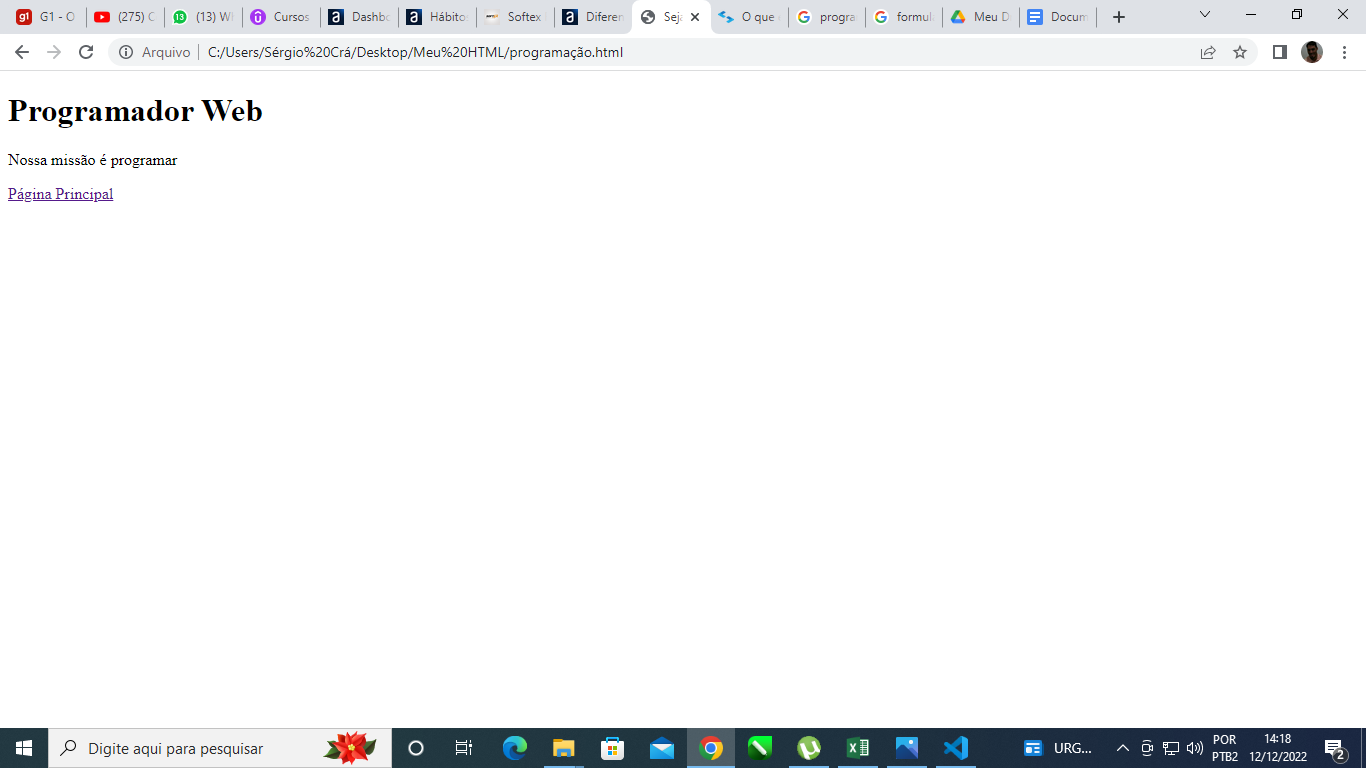 G1 - O
(275) C
(13) W
Cursos
Dashbo
Hábito
Softex
Diferen
Seja
O que
progra
formul
Meu D
Docum
Arquivo
C:/Users/Sérgio%20Crá/Desktop/Meu%20HTML/programação.html
Programador Web
Nossa missão é programar
Página Principal
Digite aqui para pesquisar
URG...
POR
PTB2
14:18
12/12/2022
2